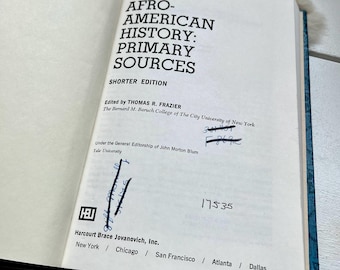 AFRO-
AMERICAN
HISTORY:
PRIMARY
SOURCES
SHORTER EDITION
Edited by THOMAS R. FRAZIER
The Bernard M. Baruch College of The City University of New York
Under the General Editorship of John Morton Blum
Yale University
17535
HBJ
Harcourt Brace Jovanovich, Inc.
New York / Chicago / San Francisco / Atlanta / Dallas